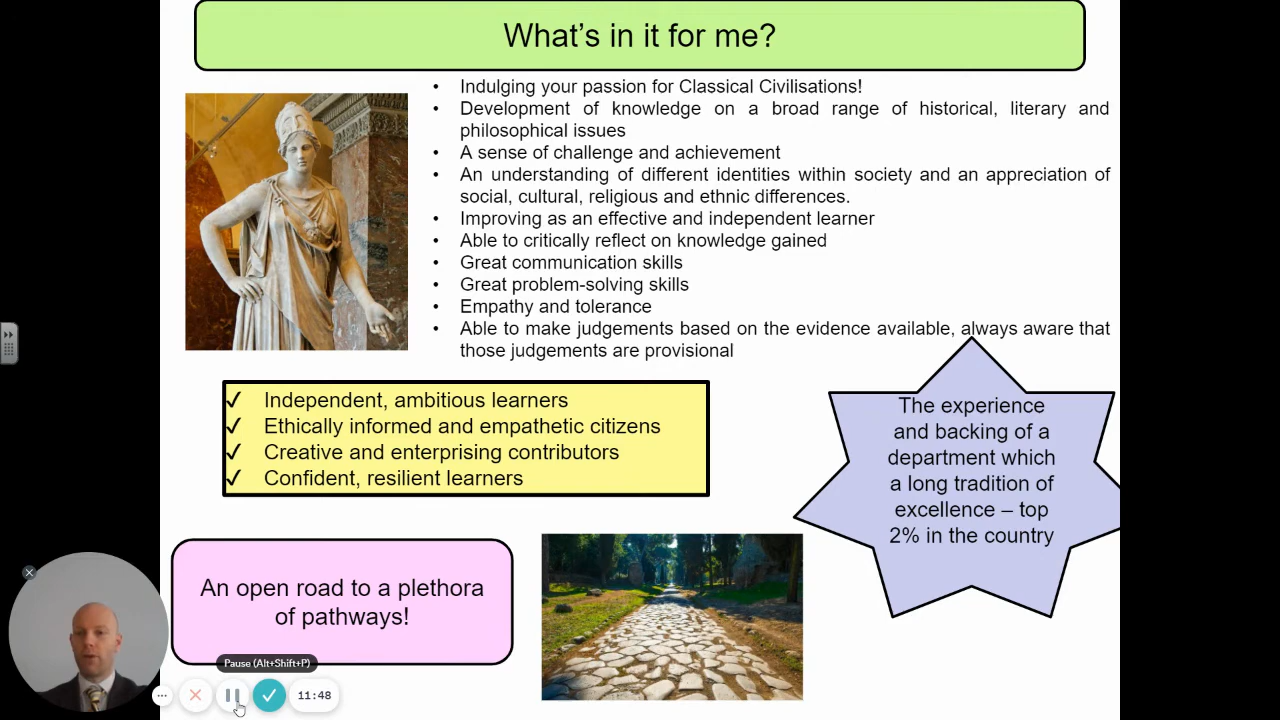 What's in it for me?
• Indulging your passion for Classical Civilisations!
• Development of knowledge on a broad range of historical, literary and
philosophical issues
• A sense of challenge and achievement
• An understanding of different identities within society and an appreciation of
social, cultural, religious and ethnic differences.
• Improving as an effective and independent learner
• Able to critically reflect on knowledge gained
• Great communication skills
• Great problem-solving skills
• Empathy and tolerance
• Able to make judgements based on the evidence available, always aware that
those judgements are provisional
✓ Independent, ambitious learners
✓ Ethically informed and empathetic citizens
✓ Creative and enterprising contributors
✓ Confident, resilient learners
The experience
and backing of a
department which
a long tradition of
excellence – top
2% in the country
An open road to a plethora
of pathways!
Pause (Alt+Shift+P)
11:48